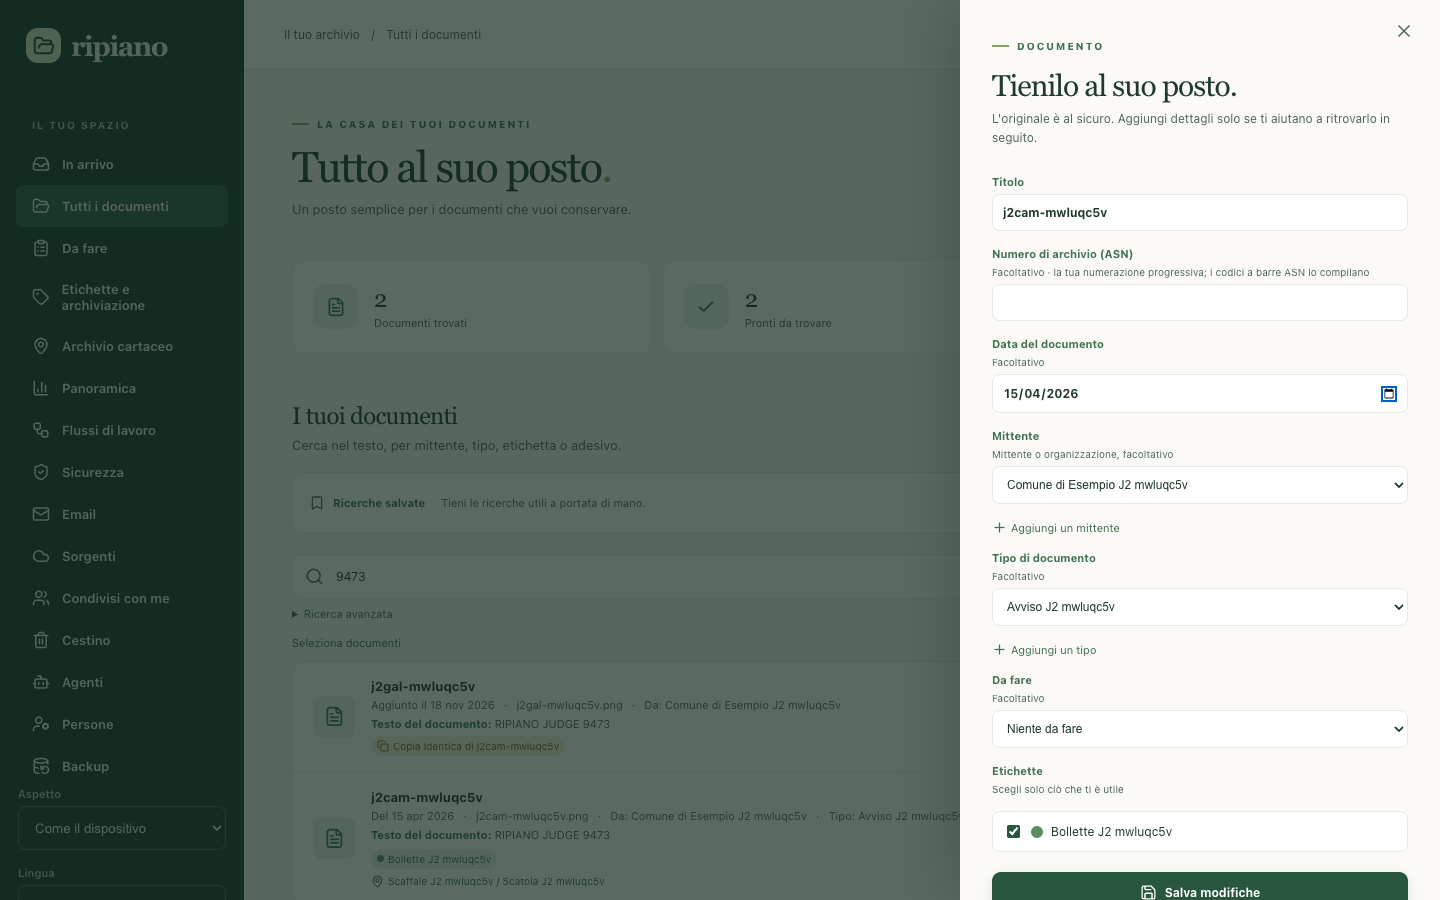 ripiano
IL TUO SPAZIO
In arrivo
Tutti i documenti
Da fare
Etichette e
archiviazione
Archivio cartaceo
Panoramica
Flussi di lavoro
Sicurezza
Email
Sorgenti
Condivisi con me
Cestino
Agenti
Persone
Backup
Aspetto
Come il dispositivo
Lingua
Il tuo archivio / Tutti i documenti
LA CASA DEI TUOI DOCUMENTI
Tutto al suo posto.
Un posto semplice per i documenti che vuoi conservare.
2
Documenti trovati
2
Pronti da trovare
I tuoi documenti
Cerca nel testo, per mittente, tipo, etichetta o adesivo.
Ricerche salvate Tieni le ricerche utili a portata di mano.
9473
Ricerca avanzata
Seleziona documenti
j2gal-mwluqc5v
Aggiunto il 18 nov 2026 · j2gal-mwluqc5v.png · Da: Comune di Esempio J2 mwluqc5v
Testo del documento: RIPIANO JUDGE 9473
Copia identica di j2cam-mwluqc5v
j2cam-mwluqc5v
Del 15 apr 2026 · j2cam-mwluqc5v.png · Da: Comune di Esempio J2 mwluqc5v · Tipo: Avviso J2 mwluqc5v
Testo del documento: RIPIANO JUDGE 9473
Bollette J2 mwluqc5v
Scaffale J2 mwluqc5v / Scatola J2 mwluqc5v
DOCUMENTO
Tienilo al suo posto.
L'originale è al sicuro. Aggiungi dettagli solo se ti aiutano a ritrovarlo in
seguito.
Titolo
j2cam-mwluqc5v
Numero di archivio (ASN)
Facoltativo · la tua numerazione progressiva; i codici a barre ASN lo compilano
Data del documento
Facoltativo
15/04/2026
Mittente
Mittente o organizzazione, facoltativo
Comune di Esempio J2 mwluqc5v
Aggiungi un mittente
Tipo di documento
Facoltativo
Avviso J2 mwluqc5v
Aggiungi un tipo
Da fare
Facoltativo
Niente da fare
Etichette
Scegli solo ciò che ti è utile
Bollette J2 mwluqc5v
Salva modifiche